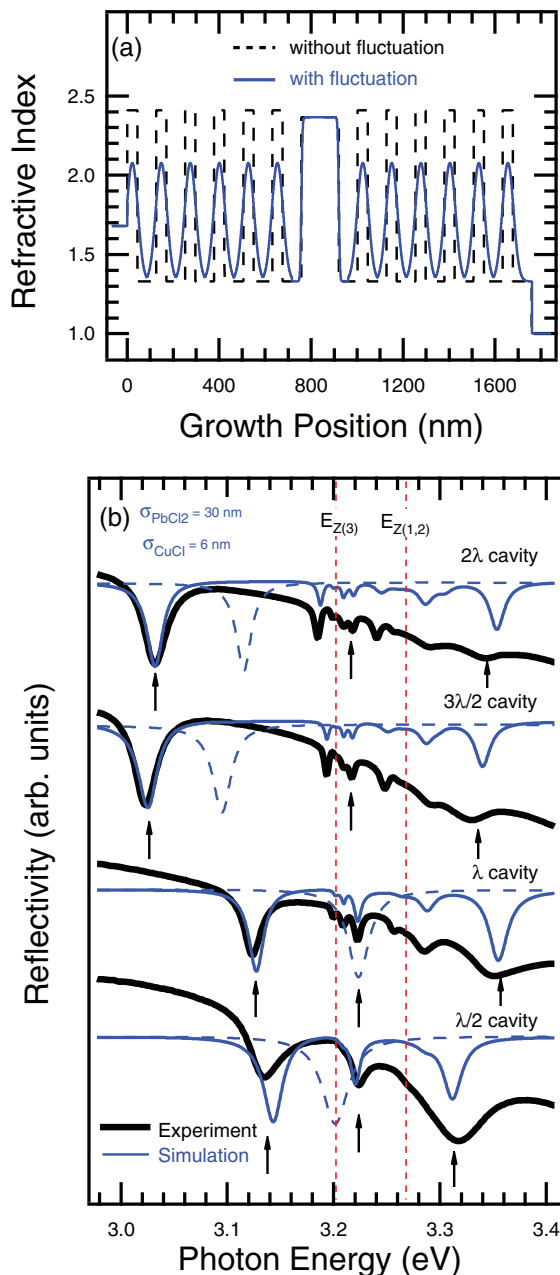 (a)
without fluctuation
with fluctuation
2.5
2.0
1.5
1.0
Refractive Index
0 400 800 1200 1600
Growth Position (nm)
(b)
σPbCl2 = 30 nm
σCuCl = 6 nm
EZ(3)
EZ(1,2)
2λ cavity
3λ/2 cavity
λ cavity
λ/2 cavity
Experiment
Simulation
Reflectivity (arb. units)
3.0 3.1 3.2 3.3 3.4
Photon Energy (eV)